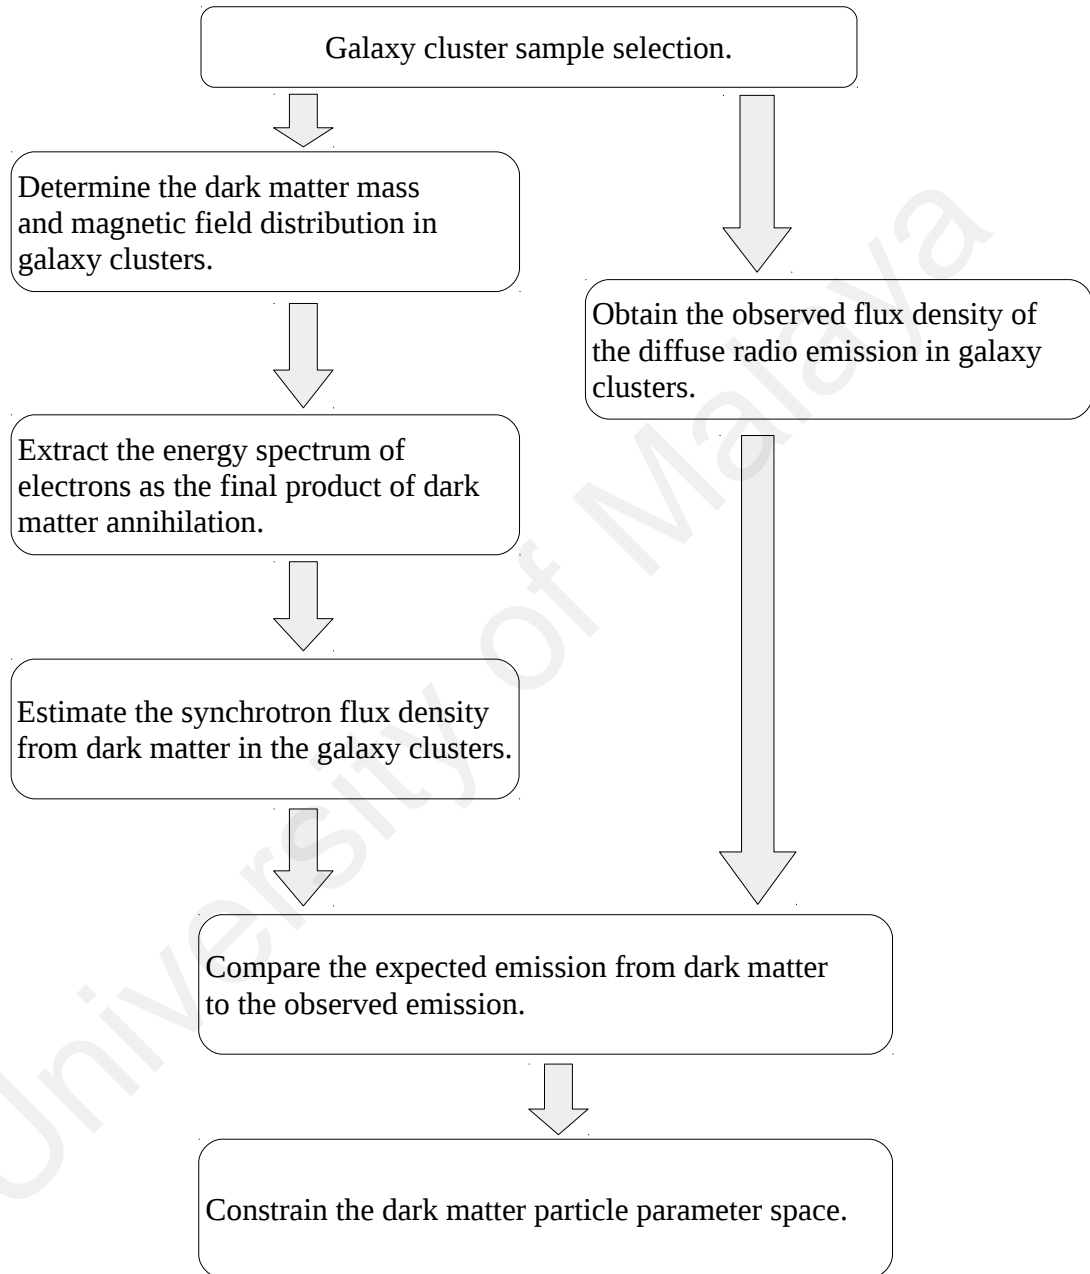 Galaxy cluster sample selection.
Determine the dark matter mass
and magnetic field distribution in
galaxy clusters.
Obtain the observed flux density of
the diffuse radio emission in galaxy
clusters.
Extract the energy spectrum of
electrons as the final product of dark
matter annihilation.
Estimate the synchrotron flux density
from dark matter in the galaxy clusters.
Compare the expected emission from dark matter
to the observed emission.
Constrain the dark matter particle parameter space.
University of Malaya